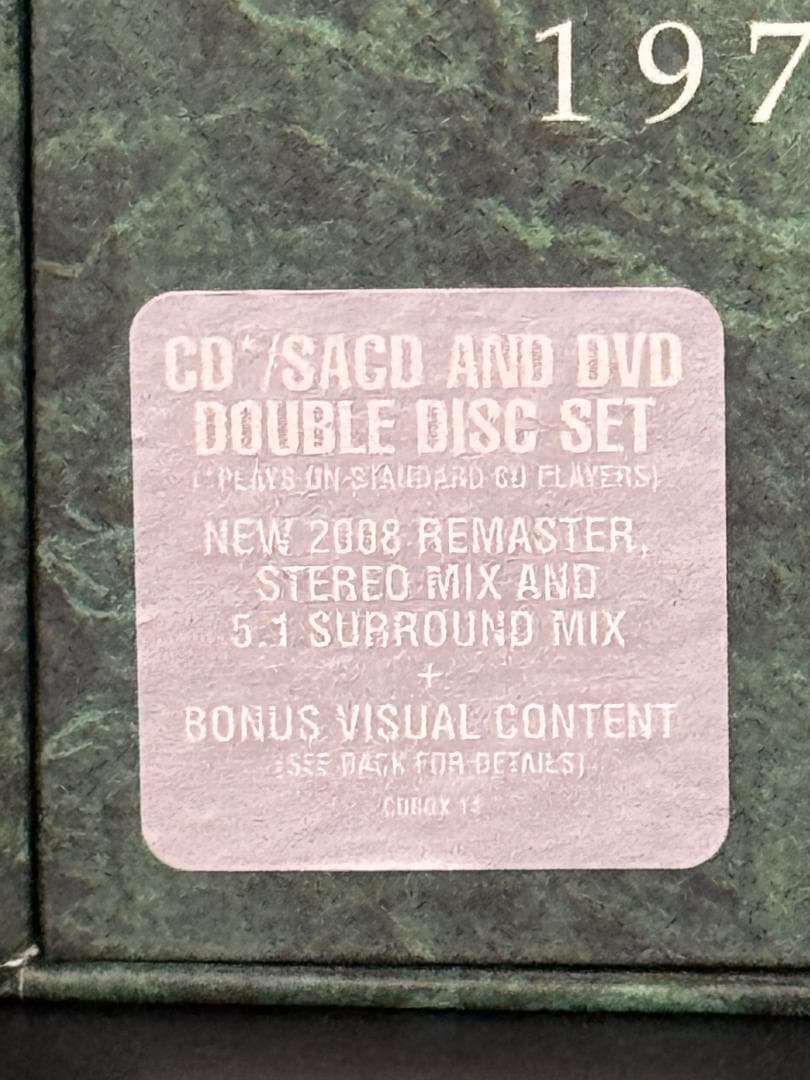 197
CD*/SACD AND DVD
DOUBLE DISC SET
(*PLAYS ON STANDARD CD PLAYERS)
NEW 2008 REMASTER,
STEREO MIX AND
5.1 SURROUND MIX
+
BONUS VISUAL CONTENT
(SEE BACK FOR DETAILS)
CDBOX 14